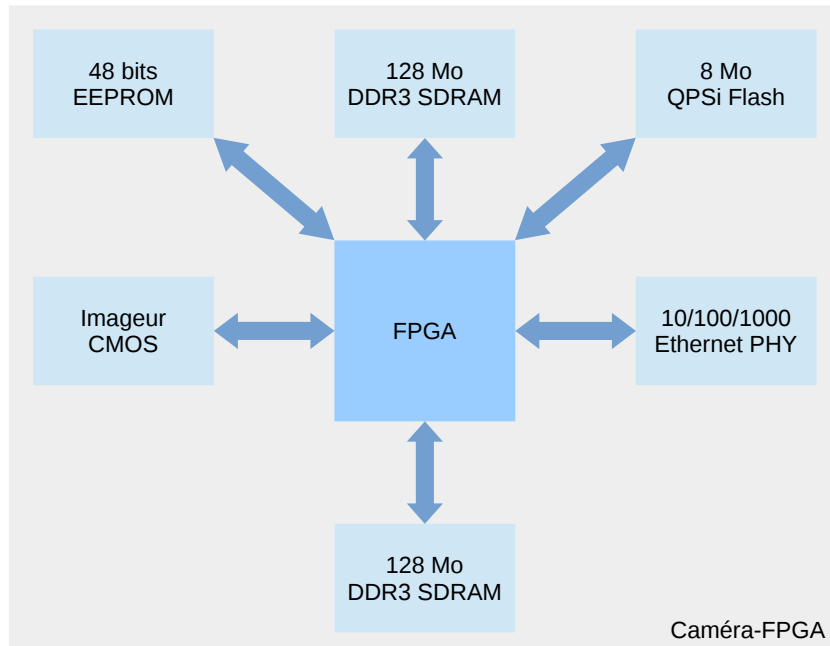 48 bits
EEPROM
128 Mo
DDR3 SDRAM
8 Mo
QPSi Flash
Imageur
CMOS
FPGA
10/100/1000
Ethernet PHY
128 Mo
DDR3 SDRAM
Caméra-FPGA